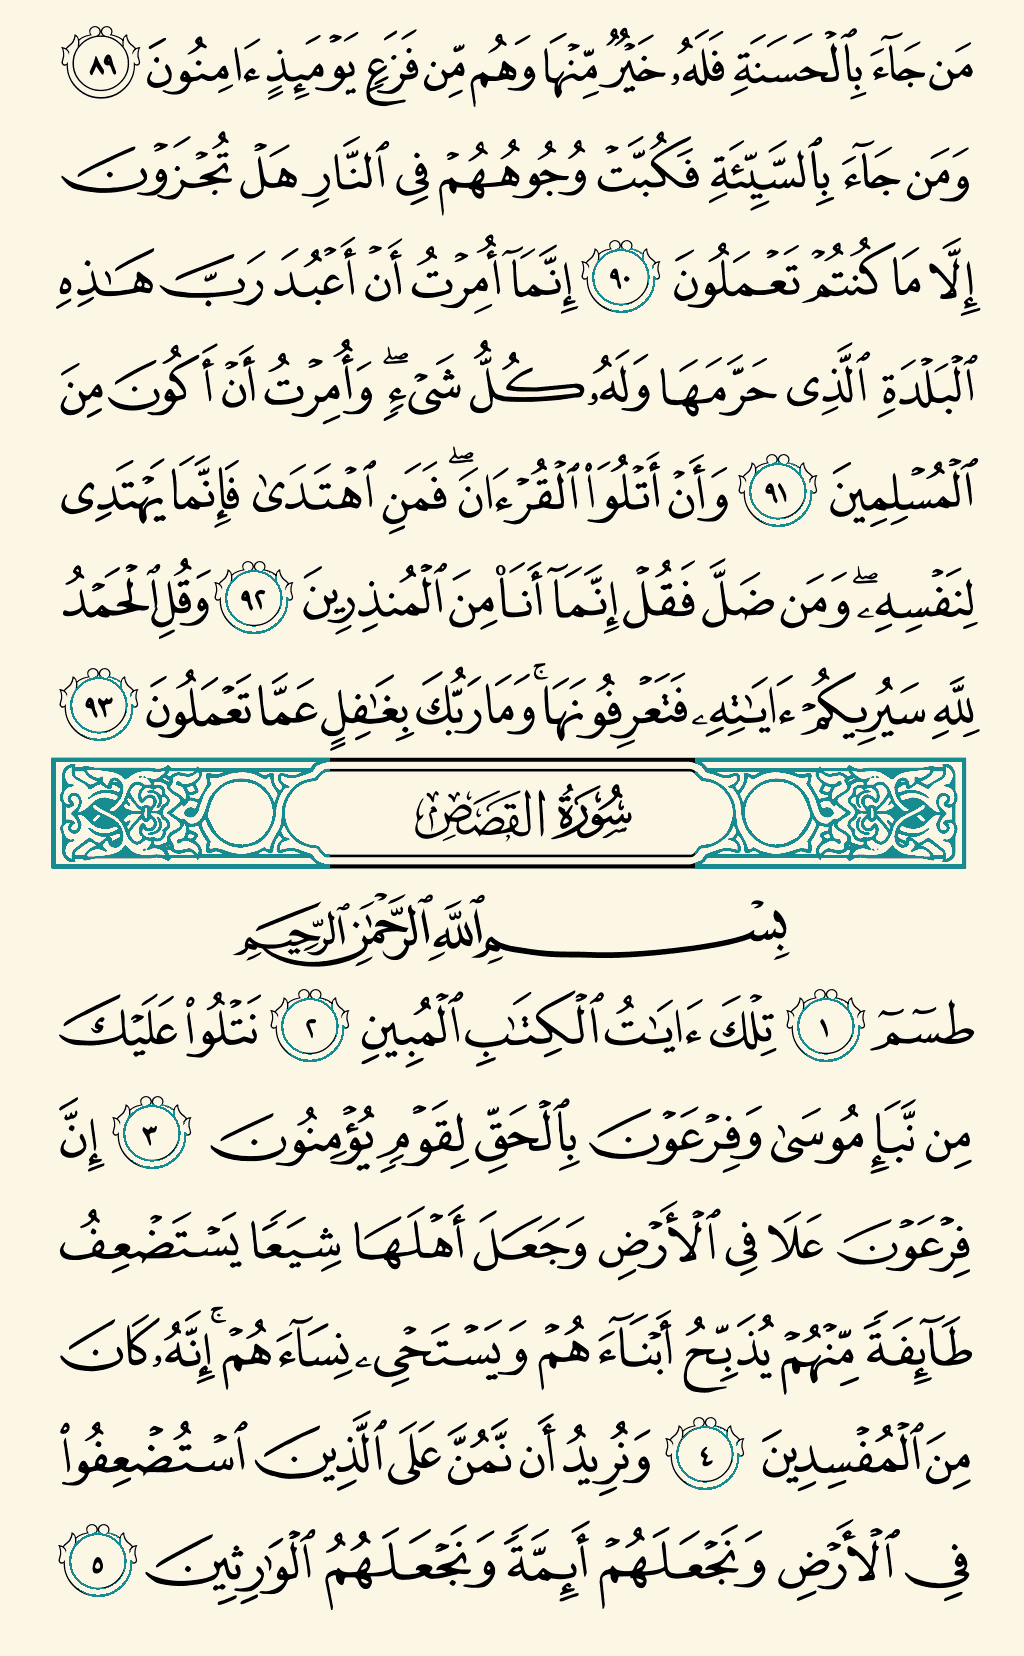 مَن جَآءَ بِٱلْحَسَنَةِ فَلَهُۥ خَيْرٌ مِّنْهَا وَهُم مِّن فَزَعٍ يَوْمَئِذٍ ءَامِنُونَ ٨٩
وَمَن جَآءَ بِٱلسَّيِّئَةِ فَكُبَّتْ وُجُوهُهُمْ فِى ٱلنَّارِ هَلْ تُجْزَوْنَ
إِلَّا مَا كُنتُمْ تَعْمَلُونَ ٩٠ إِنَّمَآ أُمِرْتُ أَنْ أَعْبُدَ رَبَّ هَـٰذِهِ
ٱلْبَلْدَةِ ٱلَّذِى حَرَّمَهَا وَلَهُۥ كُلُّ شَىْءٍۖ وَأُمِرْتُ أَنْ أَكُونَ مِنَ
ٱلْمُسْلِمِينَ ٩١ وَأَنْ أَتْلُوَا۟ ٱلْقُرْءَانَۖ فَمَنِ ٱهْتَدَىٰ فَإِنَّمَا يَهْتَدِى
لِنَفْسِهِۦۖ وَمَن ضَلَّ فَقُلْ إِنَّمَآ أَنَا۠ مِنَ ٱلْمُنذِرِينَ ٩٢ وَقُلِ ٱلْحَمْدُ
لِلَّهِ سَيُرِيكُمْ ءَايَـٰتِهِۦ فَتَعْرِفُونَهَاۚ وَمَا رَبُّكَ بِغَـٰفِلٍ عَمَّا تَعْمَلُونَ ٩٣
سُورَةُ القَصَصِ
بِسْمِ ٱللَّهِ ٱلرَّحْمَـٰنِ ٱلرَّحِيمِ
طسٓمٓ ١ تِلْكَ ءَايَـٰتُ ٱلْكِتَـٰبِ ٱلْمُبِينِ ٢ نَتْلُوا۟ عَلَيْكَ
مِن نَّبَإِ مُوسَىٰ وَفِرْعَوْنَ بِٱلْحَقِّ لِقَوْمٍ يُؤْمِنُونَ ٣ إِنَّ
فِرْعَوْنَ عَلَا فِى ٱلْأَرْضِ وَجَعَلَ أَهْلَهَا شِيَعًا يَسْتَضْعِفُ
طَآئِفَةً مِّنْهُمْ يُذَبِّحُ أَبْنَآءَهُمْ وَيَسْتَحْىِۦ نِسَآءَهُمْۚ إِنَّهُۥ كَانَ
مِنَ ٱلْمُفْسِدِينَ ٤ وَنُرِيدُ أَن نَّمُنَّ عَلَى ٱلَّذِينَ ٱسْتُضْعِفُوا۟
فِى ٱلْأَرْضِ وَنَجْعَلَهُمْ أَئِمَّةً وَنَجْعَلَهُمُ ٱلْوَٰرِثِينَ ٥